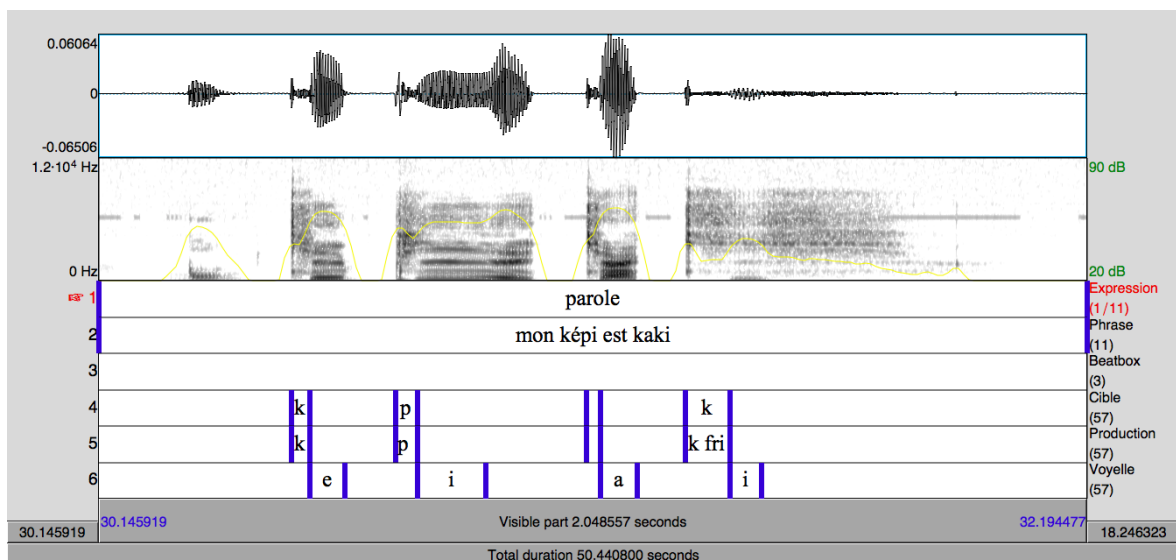 0.06064
0
-0.06506
1.2·10⁴ Hz
90 dB
0 Hz
20 dB
☞ 1
parole
Expression
(1/11)
2
mon képi est kaki
Phrase
(11)
3
Beatbox
(3)
4
k
p
k
Cible
(57)
5
k
p
k fri
Production
(57)
6
e
i
a
i
Voyelle
(57)
30.145919
30.145919
Visible part 2.048557 seconds
32.194477
18.246323
Total duration 50.440800 seconds